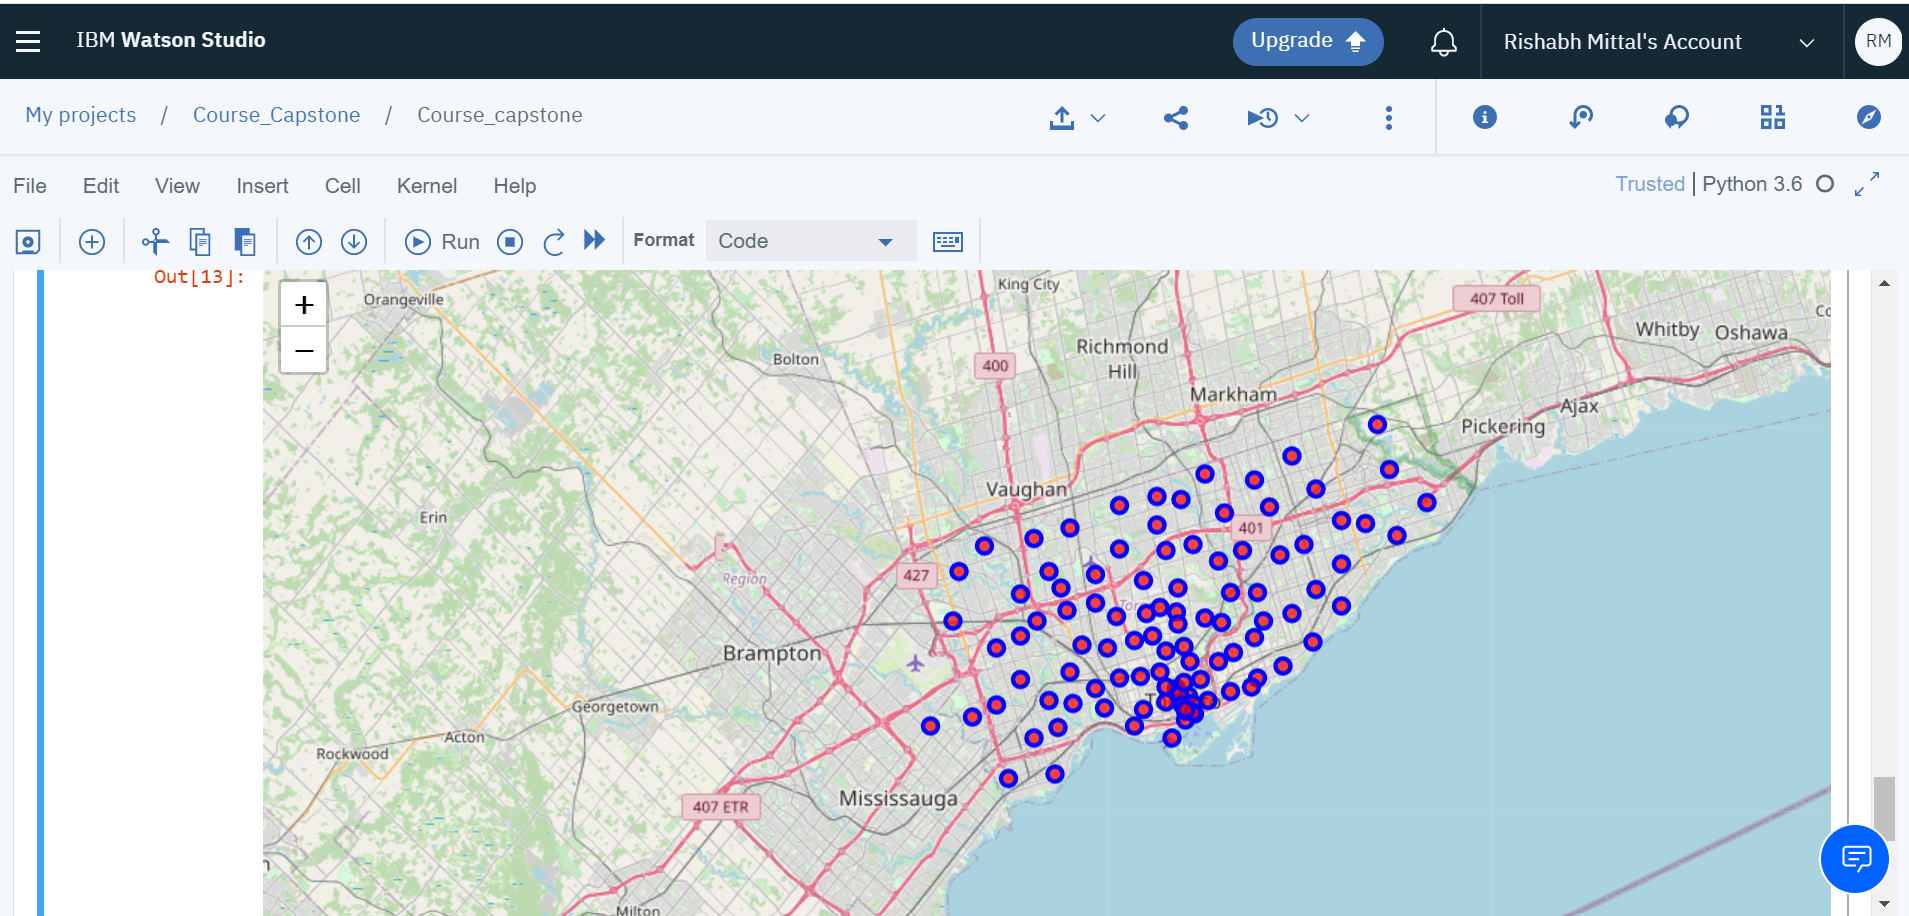 IBM Watson Studio
Upgrade
Rishabh Mittal's Account
RM
My projects / Course_Capstone / Course_capstone
File Edit View Insert Cell Kernel Help
Trusted | Python 3.6
Run
Format
Code
Out[13]:
+
−
Orangeville
King City
407 Toll
Whitby
Oshawa
Bolton
400
Richmond
Hill
Markham
Ajax
Pickering
Vaughan
Erin
401
427
Region
Brampton
Georgetown
Acton
Rockwood
Mississauga
407 ETR
Milton